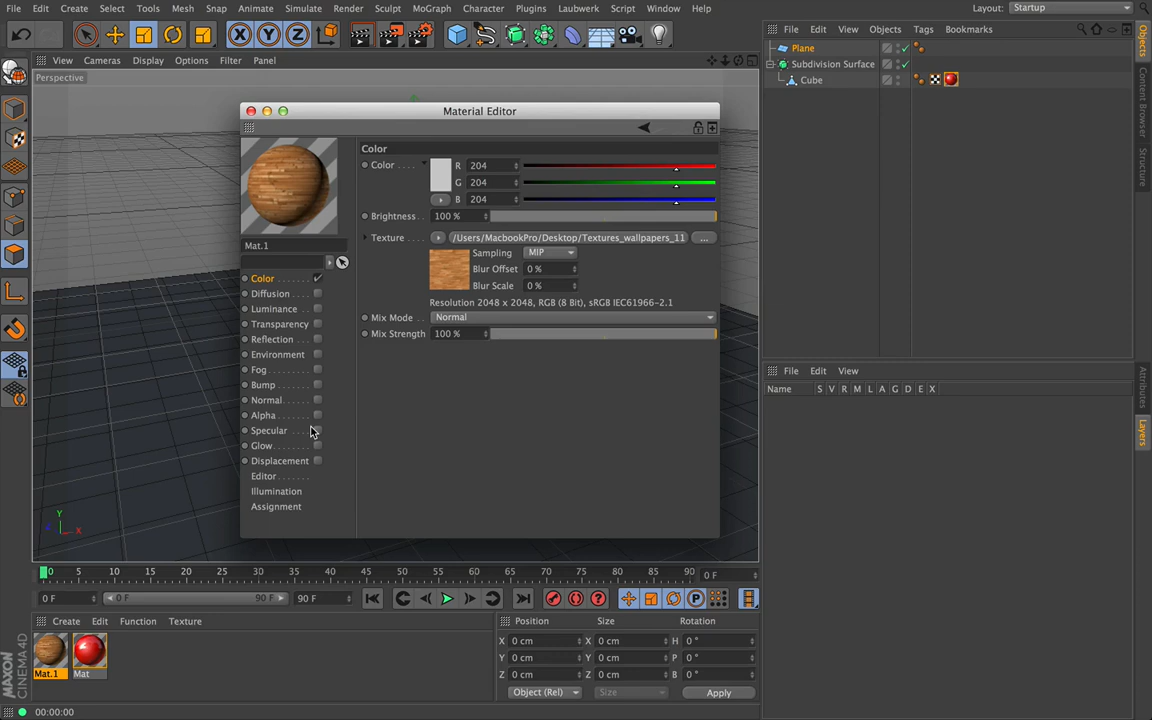 File Edit Create Select Tools Mesh Snap Animate Simulate Render Sculpt MoGraph Character Plugins Laubwerk Script Window Help Layout: Startup
X Y Z
File Edit View Objects Tags Bookmarks
View Cameras Display Options Filter Panel
Perspective
Plane
Subdivision Surface
Cube
Objects
Content Browser
Structure
Material Editor
Color
Color .... R 204
G 204
B 204
Brightness.. 100 %
Texture .... /Users/MacbookPro/Desktop/Textures_wallpapers_11 ...
Sampling MIP
Blur Offset 0 %
Blur Scale 0 %
Resolution 2048 x 2048, RGB (8 Bit), sRGB IEC61966-2.1
Mix Mode .. Normal
Mix Strength 100 %
Mat.1
Color
Diffusion
Luminance
Transparency
Reflection
Environment
Fog
Bump
Normal
Alpha
Specular
Glow
Displacement
Editor
Illumination
Assignment
File Edit View
Name S V R M L A G D E X
Attributes
Layers
Y
Z X
0 5 10 15 20 25 30 35 40 45 50 55 60 65 70 75 80 85 90 0 F
0 F 0 F 90 F 90 F
Create Edit Function Texture
Mat.1 Mat
Position Size Rotation
X 0 cm X 0 cm H 0 °
Y 0 cm Y 0 cm P 0 °
Z 0 cm Z 0 cm B 0 °
Object (Rel) Size Apply
MAXON
CINEMA 4D
00:00:00